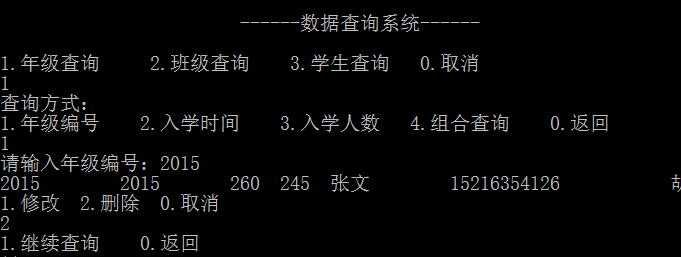 ------数据查询系统------
1.年级查询 2.班级查询 3.学生查询 0.取消
1
查询方式：
1.年级编号 2.入学时间 3.入学人数 4.组合查询 0.返回
1
请输入年级编号：2015
2015 2015 260 245 张文 15216354126
1.修改 2.删除 0.取消
2
1.继续查询 0.返回